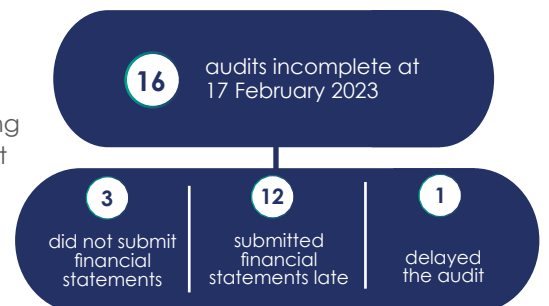 16
audits incomplete at
17 February 2023
3
did not submit
financial
statements
12
submitted
financial
statements late
1
delayed
the audit